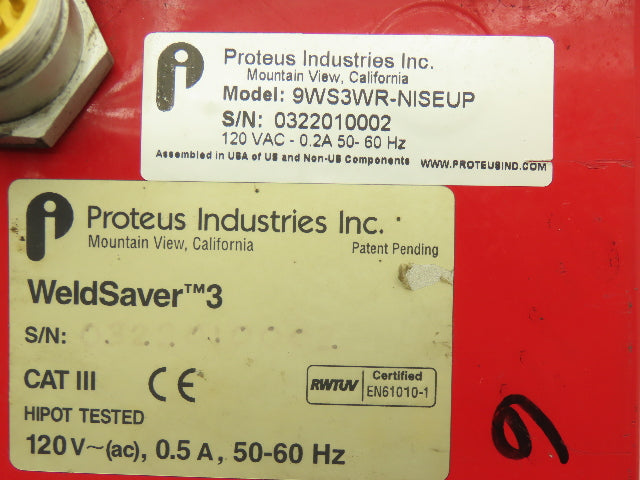 Proteus Industries Inc.
Mountain View, California
Model: 9WS3WR-NISEUP
S/N: 0322010002
120 VAC - 0.2A 50- 60 Hz
Assembled in USA of US and Non-US Components WWW.PROTEUSIND.COM
Proteus Industries Inc.
Mountain View, California
Patent Pending
WeldSaver™3
S/N:
CAT III CE
RWTUV Certified
EN61010-1
HIPOT TESTED
120 V~(ac), 0.5 A, 50-60 Hz